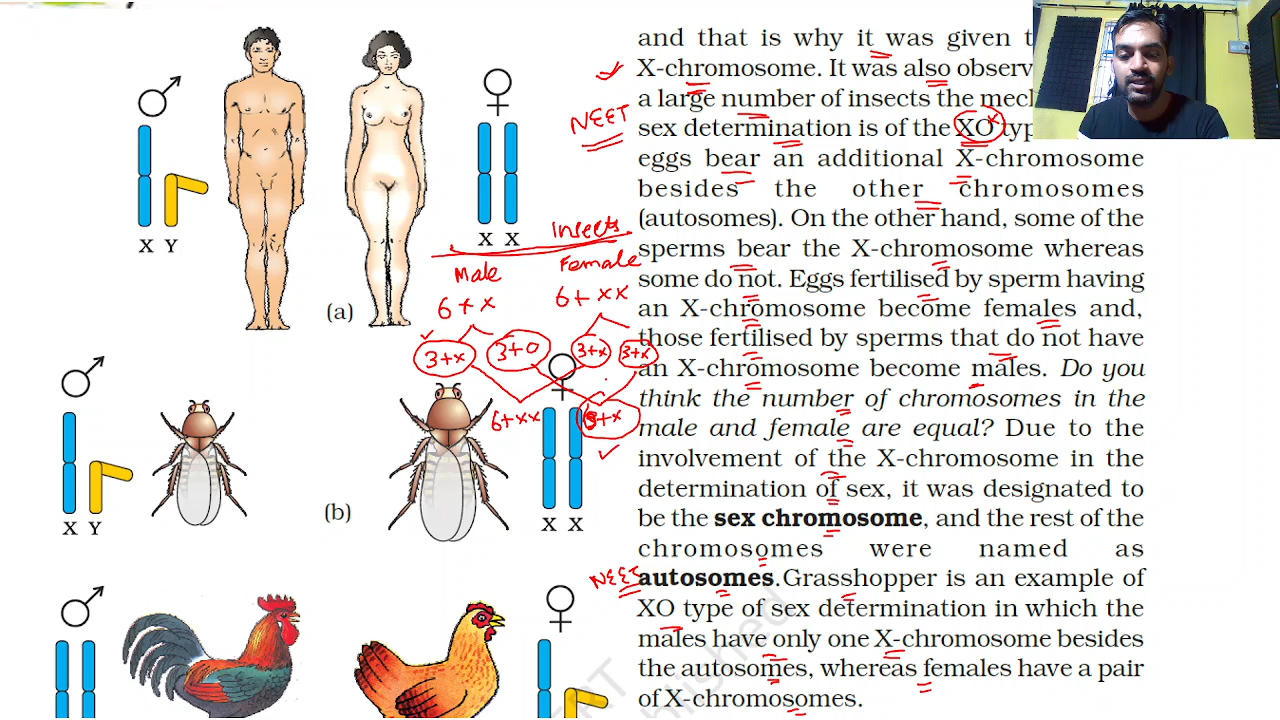 and that is why it was given t
X-chromosome. It was also observ
a large number of insects the mec
sex determination is of the XO typ
eggs bear an additional X-chromosome
besides the other chromosomes
(autosomes). On the other hand, some of the
sperms bear the X-chromosome whereas
some do not. Eggs fertilised by sperm having
an X-chromosome become females and,
those fertilised by sperms that do not have
an X-chromosome become males. Do you
think the number of chromosomes in the
male and female are equal? Due to the
involvement of the X-chromosome in the
determination of sex, it was designated to
be the sex chromosome, and the rest of the
chromosomes were named as
autosomes.Grasshopper is an example of
XO type of sex determination in which the
males have only one X-chromosome besides
the autosomes, whereas females have a pair
of X-chromosomes.
NEET
NEET
♂
♀
X Y
X X
(a)
Insects
Male Female
6+x 6+xx
3+x 3+0 3+x 3+x
6+xx +x
♂
♀
X Y
X X
(b)
♂
♀